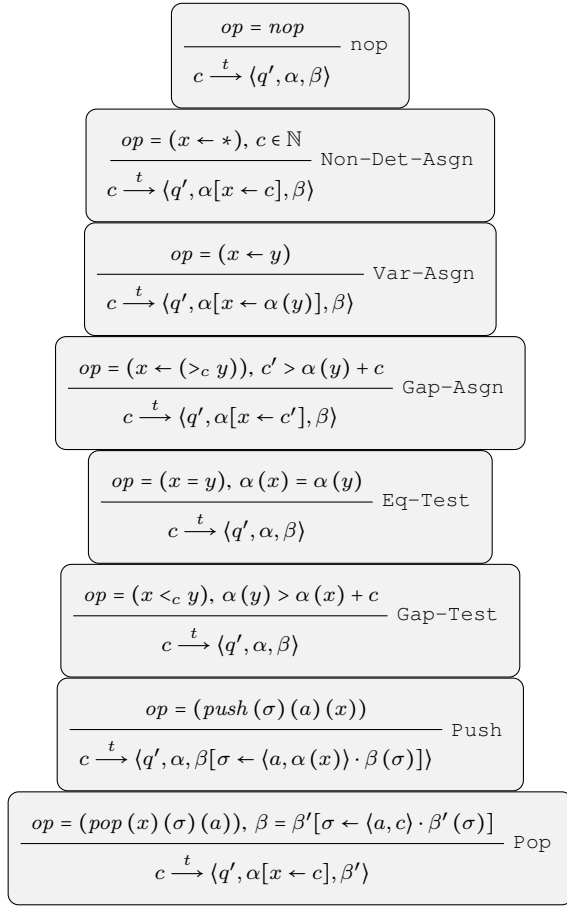 op = nop
nop
c —t→ ⟨q′, α, β⟩
op = (x ← *), c ∈ ℕ
Non-Det-Asgn
c —t→ ⟨q′, α[x ← c], β⟩
op = (x ← y)
Var-Asgn
c —t→ ⟨q′, α[x ← α (y)], β⟩
op = (x ← (>_c y)), c′ > α (y) + c
Gap-Asgn
c —t→ ⟨q′, α[x ← c′], β⟩
op = (x = y), α (x) = α (y)
Eq-Test
c —t→ ⟨q′, α, β⟩
op = (x <_c y), α (y) > α (x) + c
Gap-Test
c —t→ ⟨q′, α, β⟩
op = (push (σ) (a) (x))
Push
c —t→ ⟨q′, α, β[σ ← ⟨a, α (x)⟩ · β (σ)]⟩
op = (pop (x) (σ) (a)), β = β′[σ ← ⟨a, c⟩ · β′ (σ)]
Pop
c —t→ ⟨q′, α[x ← c], β′⟩